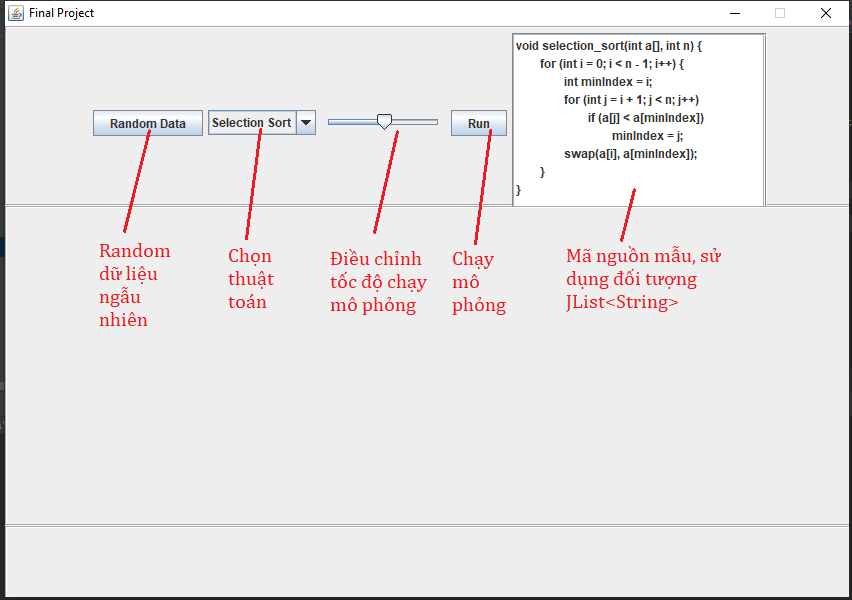 Final Project
Random Data
Selection Sort
Run
void selection_sort(int a[], int n) {
for (int i = 0; i < n - 1; i++) {
int minIndex = i;
for (int j = i + 1; j < n; j++)
if (a[j] < a[minIndex])
minIndex = j;
swap(a[i], a[minIndex]);
}
}
Random
dữ liệu
ngẫu
nhiên
Chọn
thuật
toán
Điều chỉnh
tốc độ chạy
mô phỏng
Chạy
mô
phỏng
Mã nguồn mẫu, sử
dụng đối tượng
JList<String>